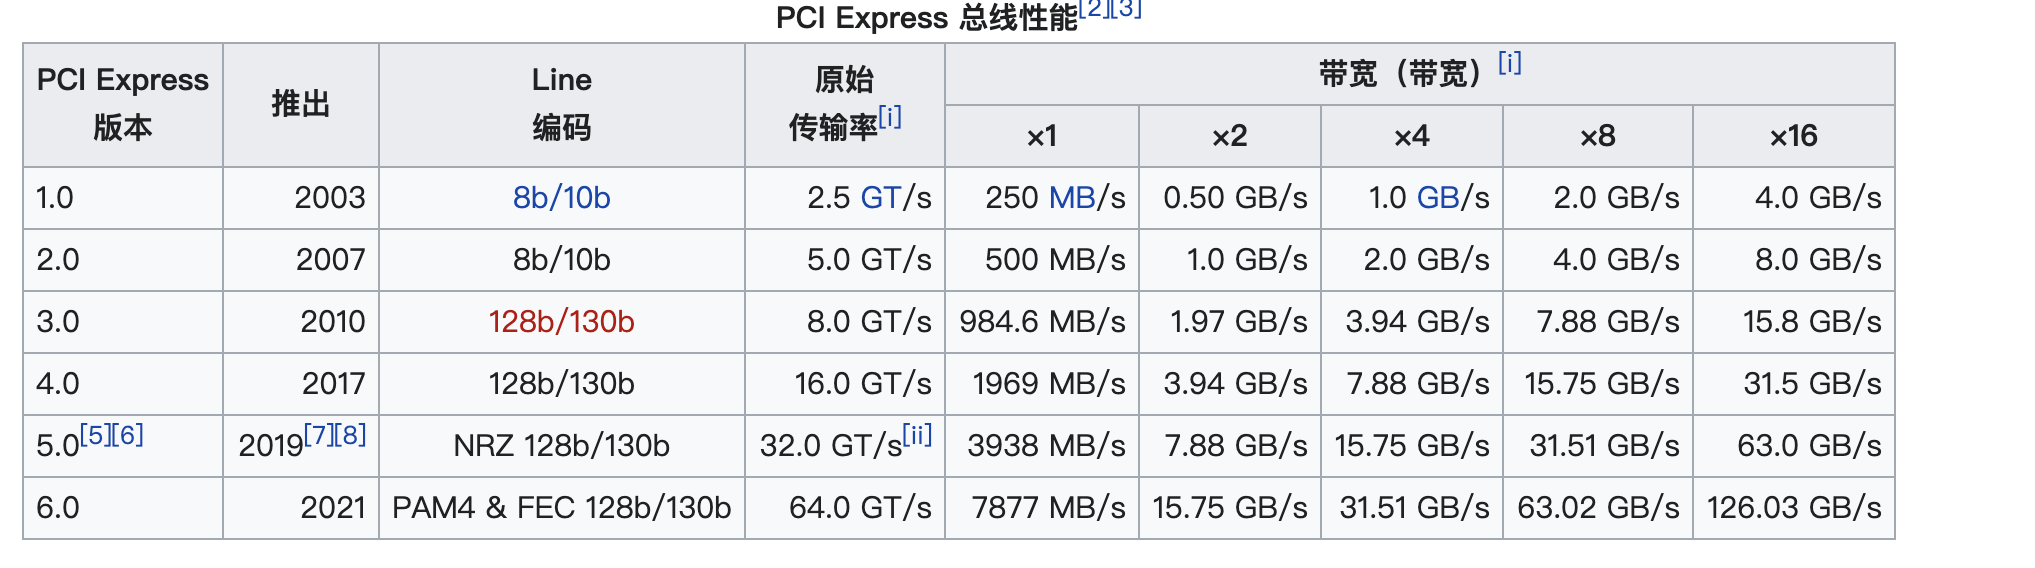 PCI Express 总线性能[2][3]
PCI Express 版本 推出 Line 编码 原始 传输率[i] 带宽（带宽）[i]
×1 ×2 ×4 ×8 ×16
1.0 2003 8b/10b 2.5 GT/s 250 MB/s 0.50 GB/s 1.0 GB/s 2.0 GB/s 4.0 GB/s
2.0 2007 8b/10b 5.0 GT/s 500 MB/s 1.0 GB/s 2.0 GB/s 4.0 GB/s 8.0 GB/s
3.0 2010 128b/130b 8.0 GT/s 984.6 MB/s 1.97 GB/s 3.94 GB/s 7.88 GB/s 15.8 GB/s
4.0 2017 128b/130b 16.0 GT/s 1969 MB/s 3.94 GB/s 7.88 GB/s 15.75 GB/s 31.5 GB/s
5.0[5][6] 2019[7][8] NRZ 128b/130b 32.0 GT/s[ii] 3938 MB/s 7.88 GB/s 15.75 GB/s 31.51 GB/s 63.0 GB/s
6.0 2021 PAM4 & FEC 128b/130b 64.0 GT/s 7877 MB/s 15.75 GB/s 31.51 GB/s 63.02 GB/s 126.03 GB/s